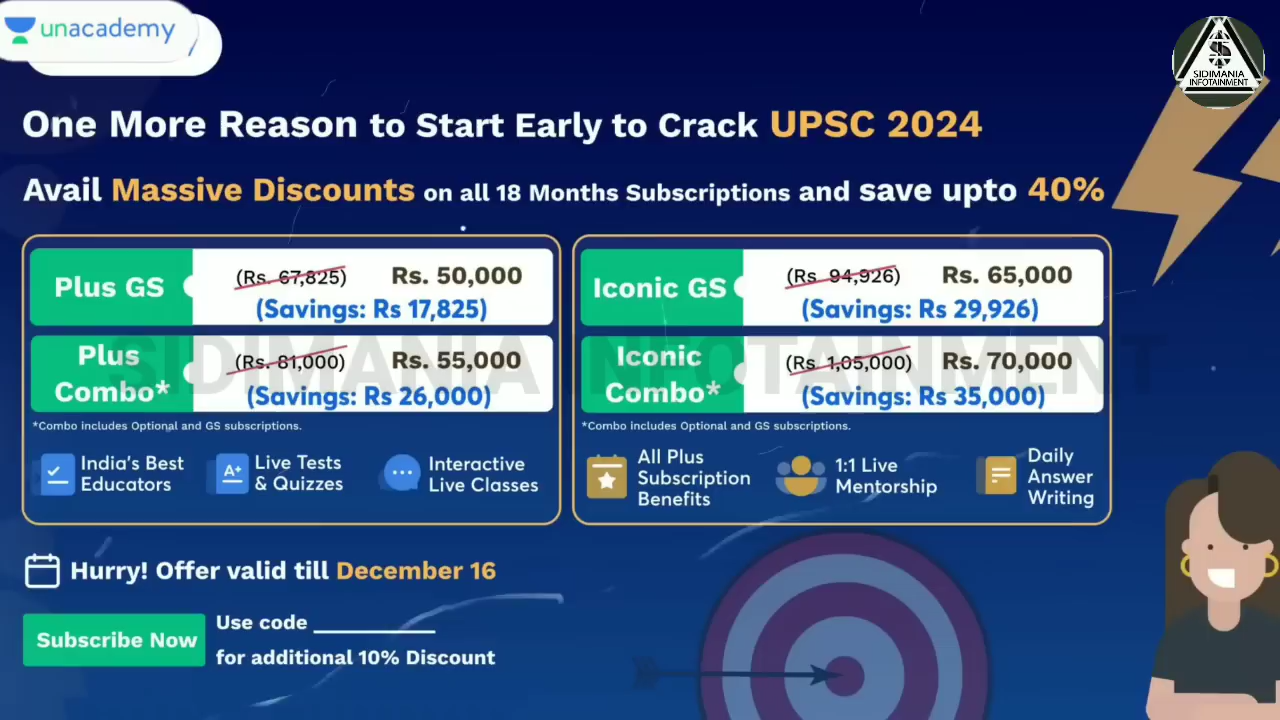 unacademy
SIDIMANIA
INFOTAINMENT
One More Reason to Start Early to Crack UPSC 2024
Avail Massive Discounts on all 18 Months Subscriptions and save upto 40%
Plus GS
(Rs. 67,825) Rs. 50,000
(Savings: Rs 17,825)
Plus
Combo*
(Rs. 81,000) Rs. 55,000
(Savings: Rs 26,000)
*Combo includes Optional and GS subscriptions.
India's Best
Educators
A+
Live Tests
& Quizzes
Interactive
Live Classes
Iconic GS
(Rs. 94,926) Rs. 65,000
(Savings: Rs 29,926)
Iconic
Combo*
(Rs. 1,05,000) Rs. 70,000
(Savings: Rs 35,000)
*Combo includes Optional and GS subscriptions.
All Plus
Subscription
Benefits
1:1 Live
Mentorship
Daily
Answer
Writing
SIDIMANIA INFOTAINMENT
Hurry! Offer valid till December 16
Subscribe Now
Use code __________
for additional 10% Discount